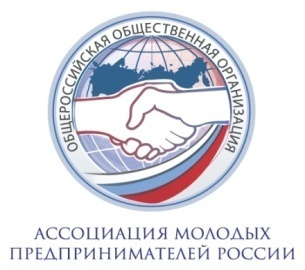 ОБЩЕРОССИЙСКАЯ ОБЩЕСТВЕННАЯ ОРГАНИЗАЦИЯ
АССОЦИАЦИЯ МОЛОДЫХ
ПРЕДПРИНИМАТЕЛЕЙ РОССИИ